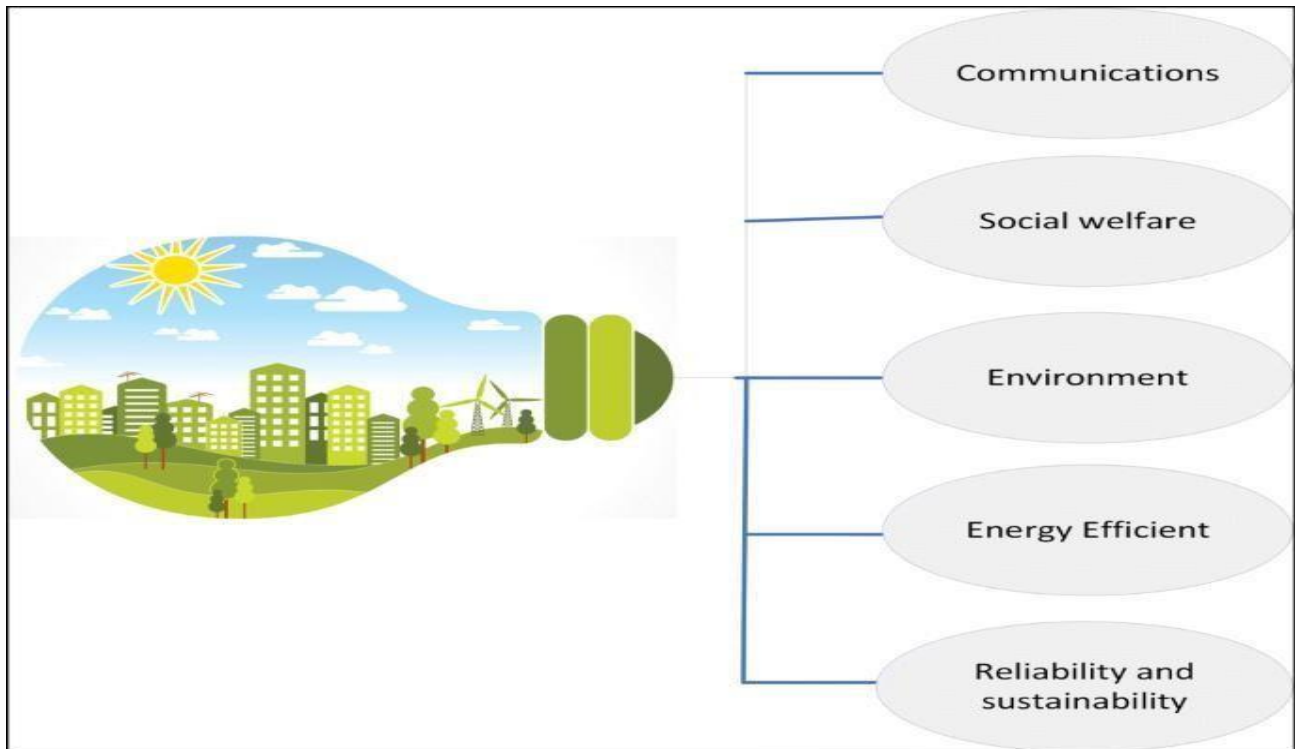 Communications
Social welfare
Environment
Energy Efficient
Reliability and
sustainability